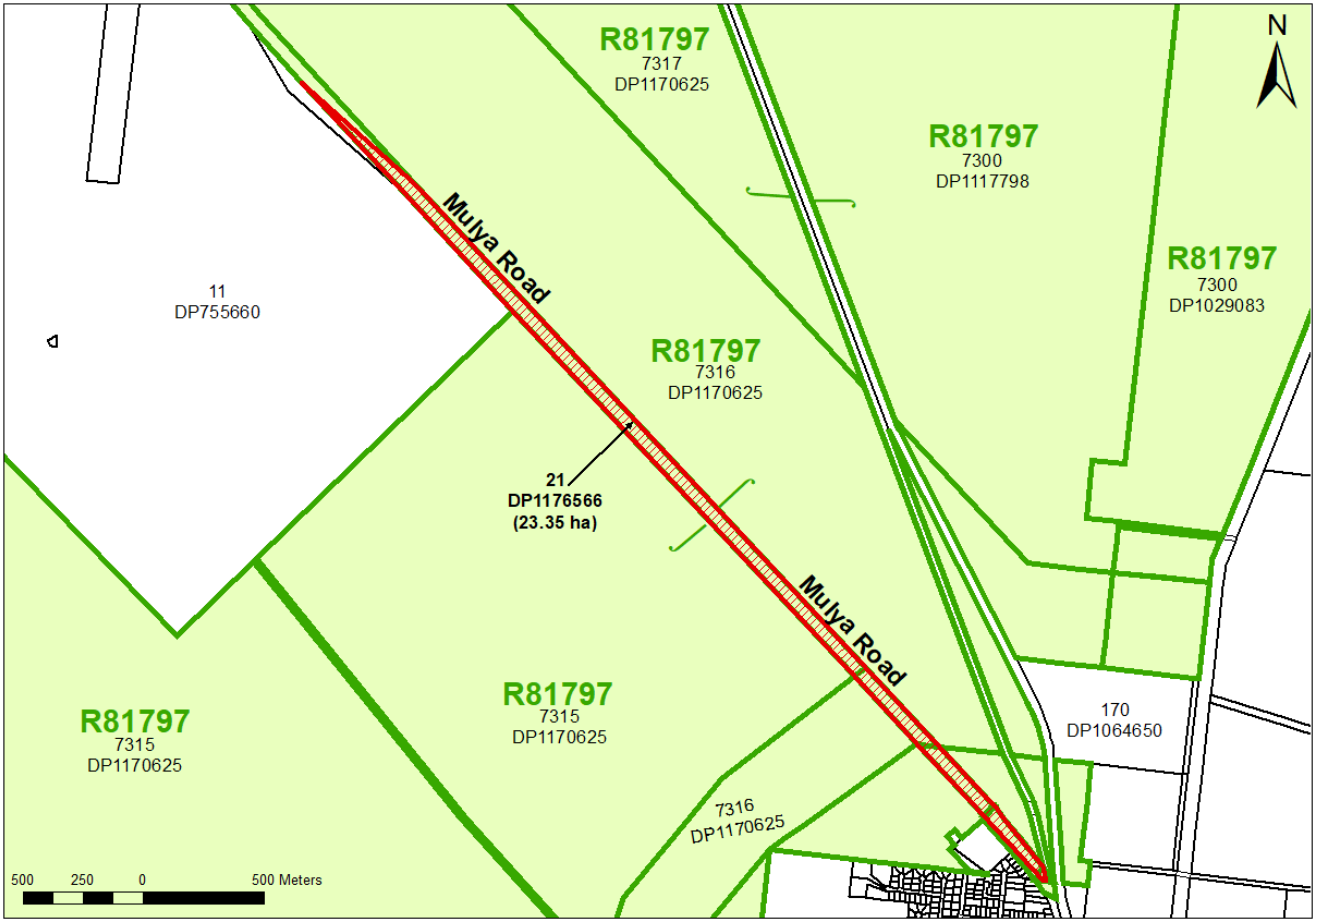 N
R81797
7317
DP1170625
R81797
7300
DP1117798
Mulya Road
R81797
7300
DP1029083
11
DP755660
R81797
7316
DP1170625
21
DP1176566
(23.35 ha)
Mulya Road
R81797
7315
DP1170625
R81797
7315
DP1170625
170
DP1064650
7316
DP1170625
500 250 0 500 Meters